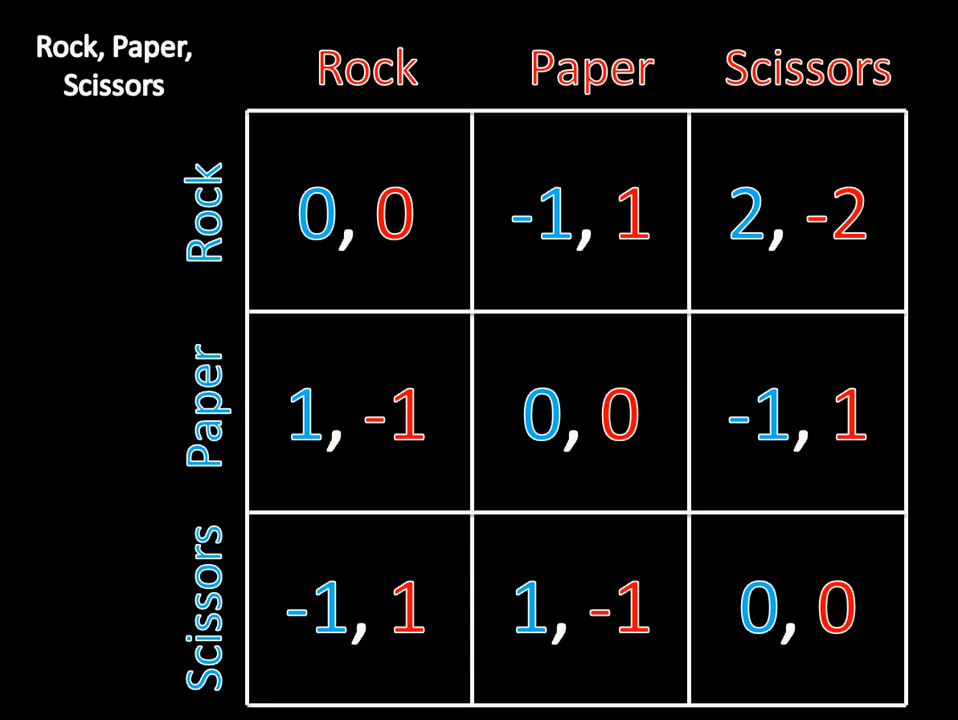 Rock, Paper,
Scissors
Rock Paper Scissors
Rock 0, 0 -1, 1 2, -2
Paper 1, -1 0, 0 -1, 1
Scissors -1, 1 1, -1 0, 0